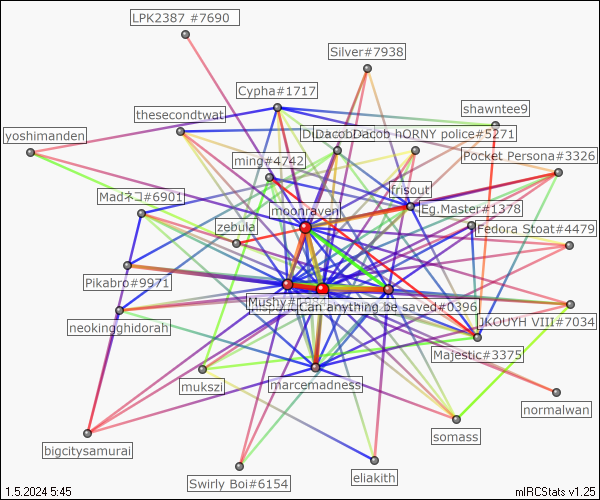 LPK2387 #7690
Silver#7938
Cypha#1717
shawntee9
thesecondtwat
hORNY police#5271
yoshimanden
ming#4742
Pocket Persona#3326
frisout
Madネコ#6901
moonraven
Eg.Master#1378
zebula
Fedora Stoat#4479
Pikabro#9971
Can anything be saved#0396
neokingghidorah
JKOUYH VIII#7034
Majestic#3375
mukszi
marcemadness
normalwan
somass
bigcitysamurai
eliakith
Swirly Boi#6154
1.5.2024 5:45
mIRCStats v1.25